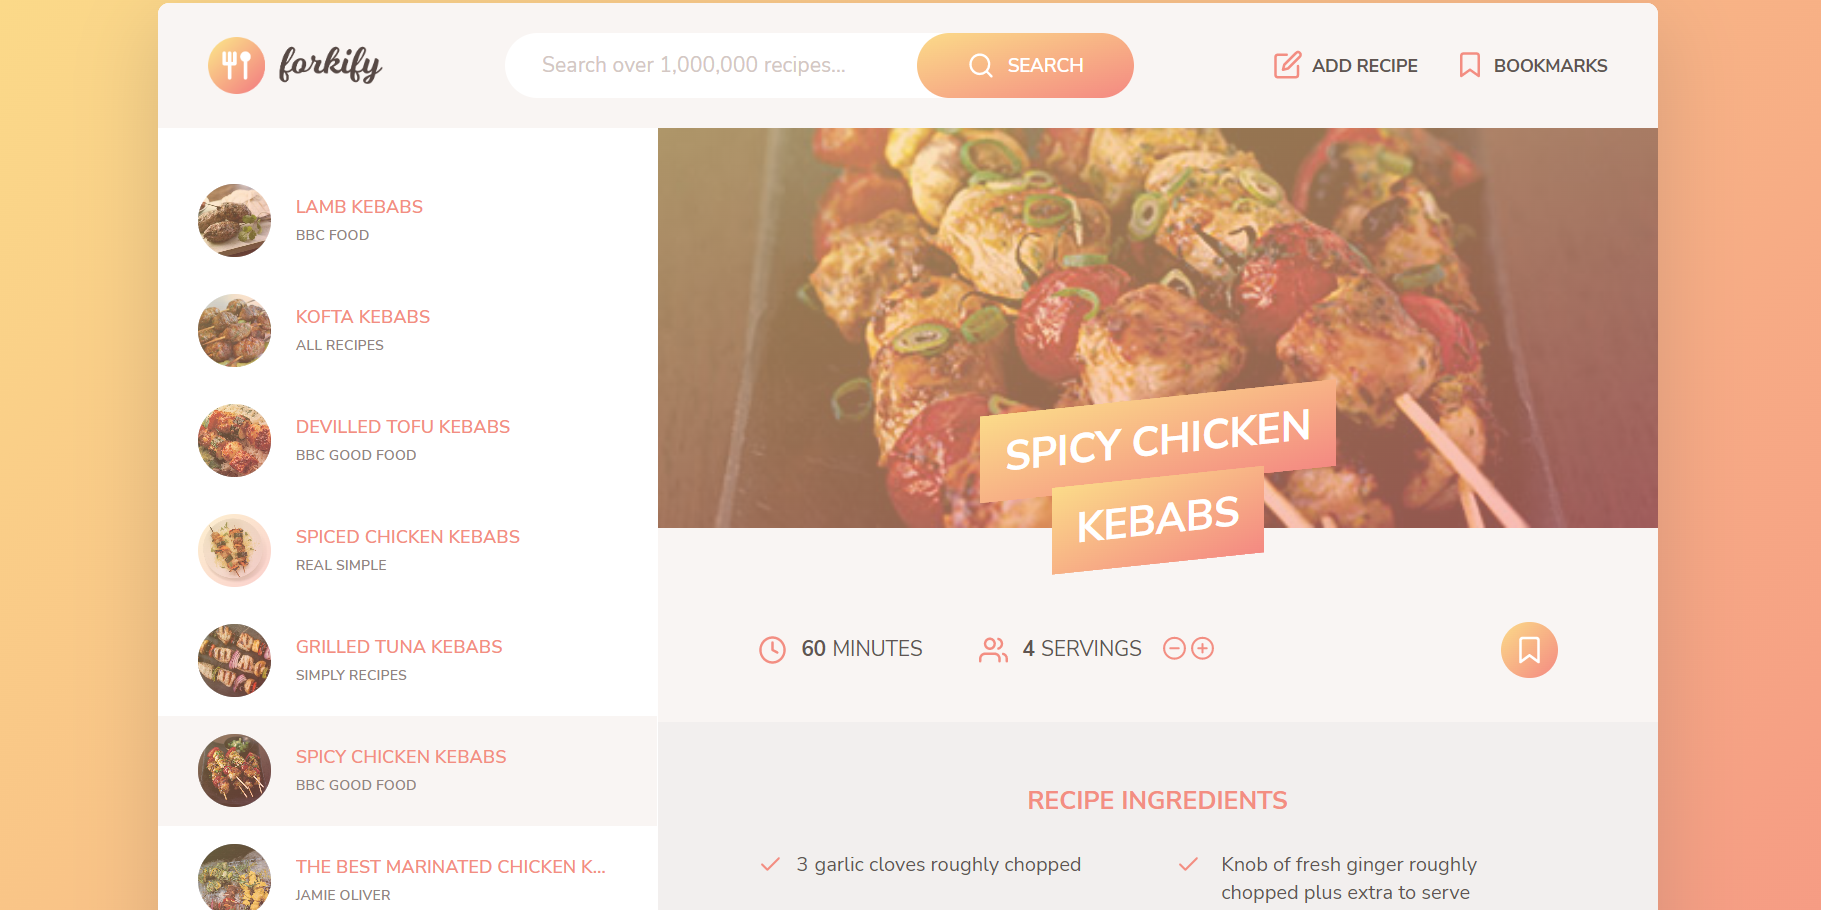 forkify
Search over 1,000,000 recipes...
SEARCH
ADD RECIPE
BOOKMARKS
LAMB KEBABS
BBC FOOD
KOFTA KEBABS
ALL RECIPES
DEVILLED TOFU KEBABS
BBC GOOD FOOD
SPICED CHICKEN KEBABS
REAL SIMPLE
GRILLED TUNA KEBABS
SIMPLY RECIPES
SPICY CHICKEN KEBABS
BBC GOOD FOOD
THE BEST MARINATED CHICKEN K...
JAMIE OLIVER
SPICY CHICKEN
KEBABS
60 MINUTES
4 SERVINGS
RECIPE INGREDIENTS
3 garlic cloves roughly chopped
Knob of fresh ginger roughly
chopped plus extra to serve